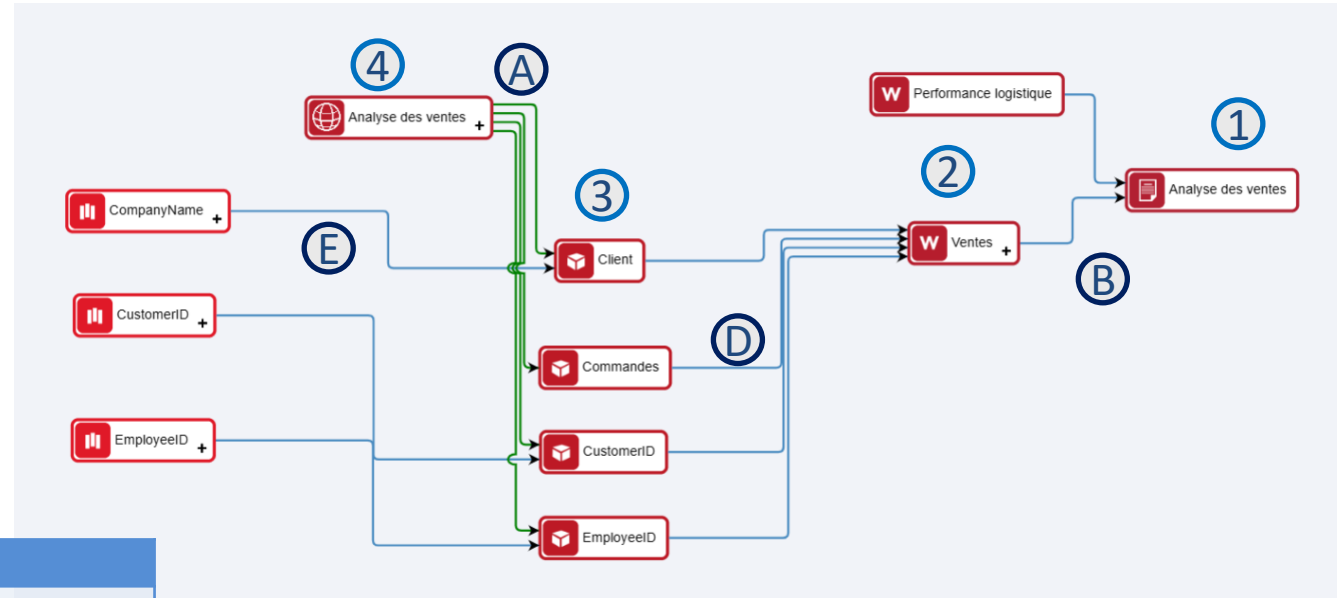 4
A
Analyse des ventes +
W Performance logistique
1
Analyse des ventes
2
3
CompanyName +
E
Client
W Ventes +
B
CustomerID +
D
Commandes
EmployeeID +
CustomerID
EmployeeID